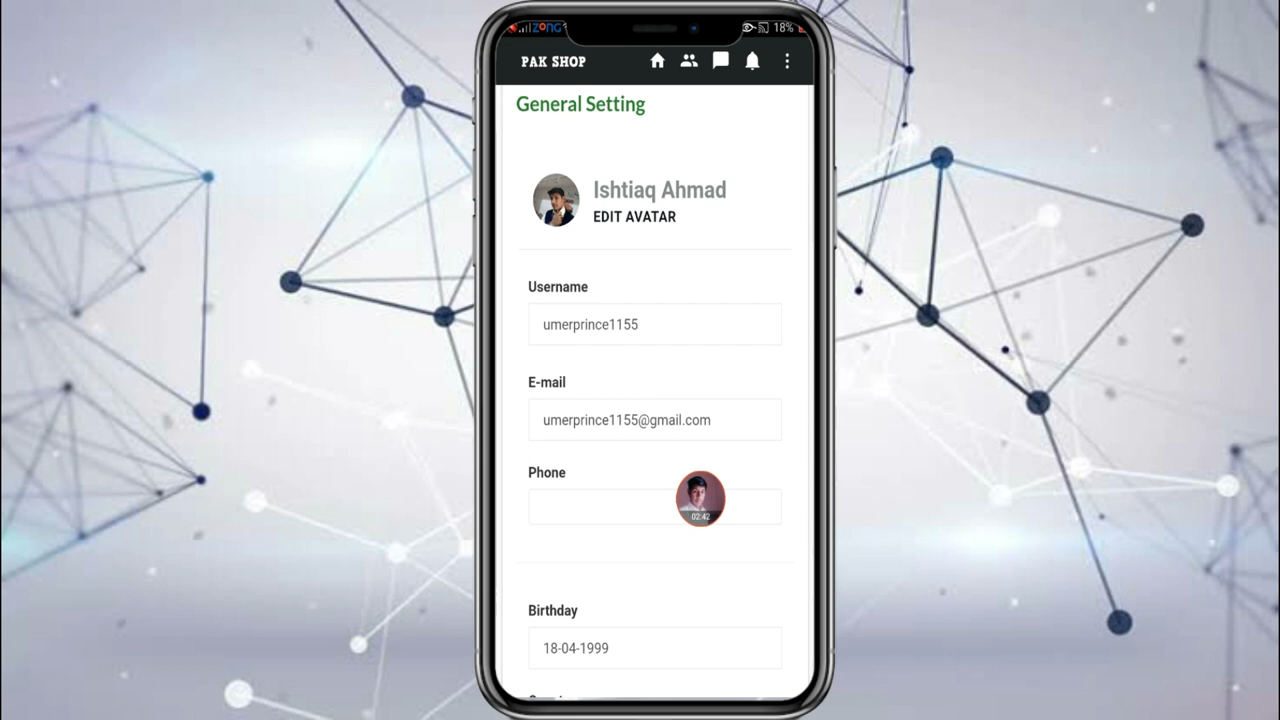 ZONG
18%
PAK SHOP
General Setting
Ishtiaq Ahmad
EDIT AVATAR
Username
umerprince1155
E-mail
umerprince1155@gmail.com
Phone
02:42
Birthday
18-04-1999